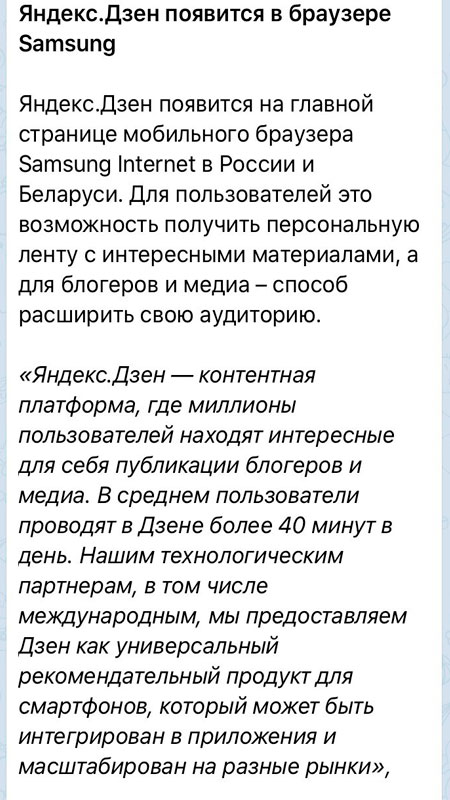 Яндекс.Дзен появится в браузере
Samsung
Яндекс.Дзен появится на главной
странице мобильного браузера
Samsung Internet в России и
Беларуси. Для пользователей это
возможность получить персональную
ленту с интересными материалами, а
для блогеров и медиа – способ
расширить свою аудиторию.
«Яндекс.Дзен — контентная
платформа, где миллионы
пользователей находят интересные
для себя публикации блогеров и
медиа. В среднем пользователи
проводят в Дзене более 40 минут в
день. Нашим технологическим
партнерам, в том числе
международным, мы предоставляем
Дзен как универсальный
рекомендательный продукт для
смартфонов, который может быть
интегрирован в приложения и
масштабирован на разные рынки»,